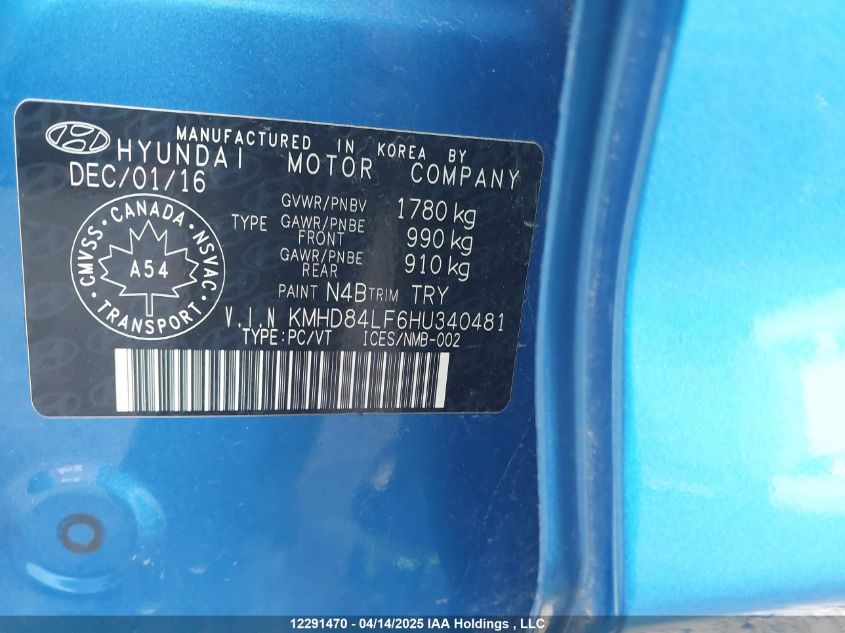 MANUFACTURED IN KOREA BY
HYUNDAI MOTOR COMPANY
DEC/01/16
GVWR/PNBV 1780 kg
TYPE GAWR/PNBE FRONT 990 kg
GAWR/PNBE REAR 910 kg
CANADA
CMVSS
NSVAC
A54
TRANSPORT
PAINT N4B TRIM TRY
V.I.N KMHD84LF6HU340481
TYPE:PC/VT ICES/NMB-002
12291470 - 04/14/2025 IAA Holdings , LLC